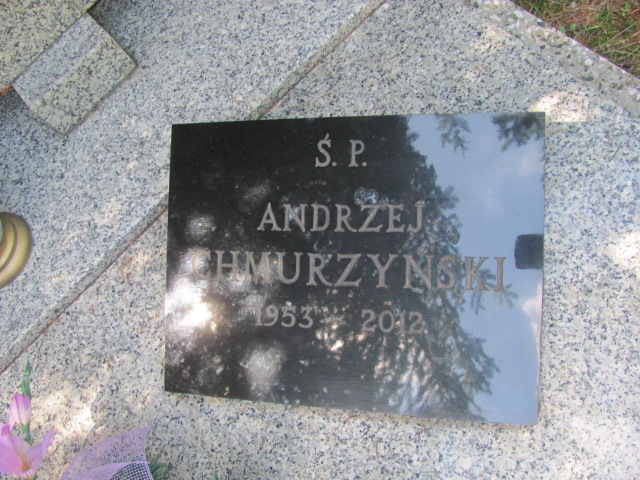 Ś. P.
ANDRZEJ
CHMURZYNSKI
1953 - 2012